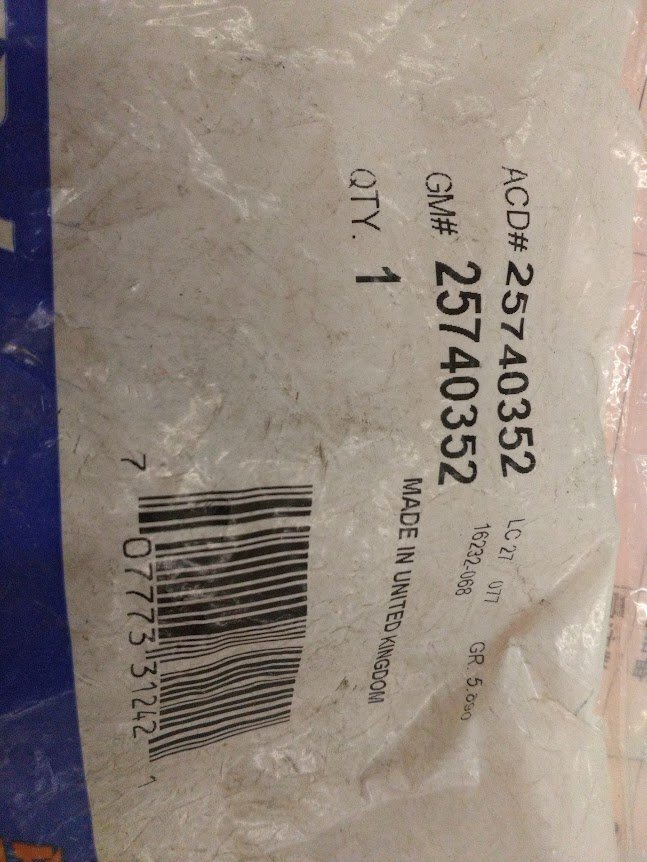 ACD# 25740352
LC 27 077
GM# 25740352
16232-068 GR. 5.
QTY. 1
MADE IN UNITED KINGDOM
7 07773 31242 1